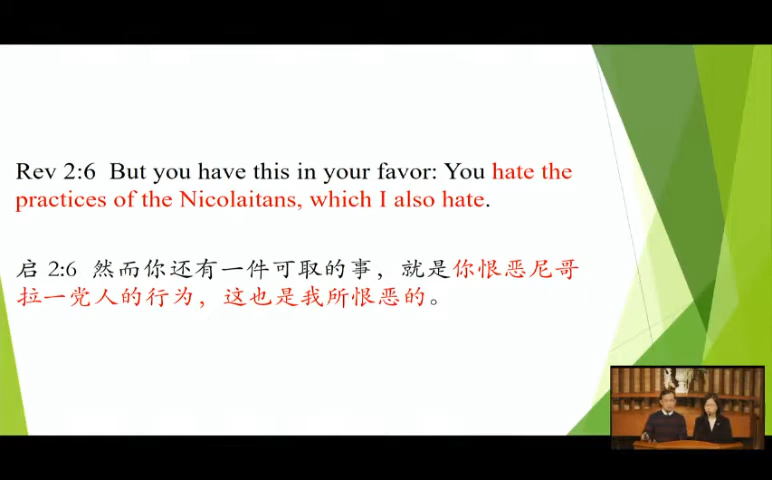 Rev 2:6 But you have this in your favor: You hate the
practices of the Nicolaitans, which I also hate.
启 2:6 然而你还有一件可取的事，就是你恨恶尼哥
拉一党人的行为，这也是我所恨恶的。